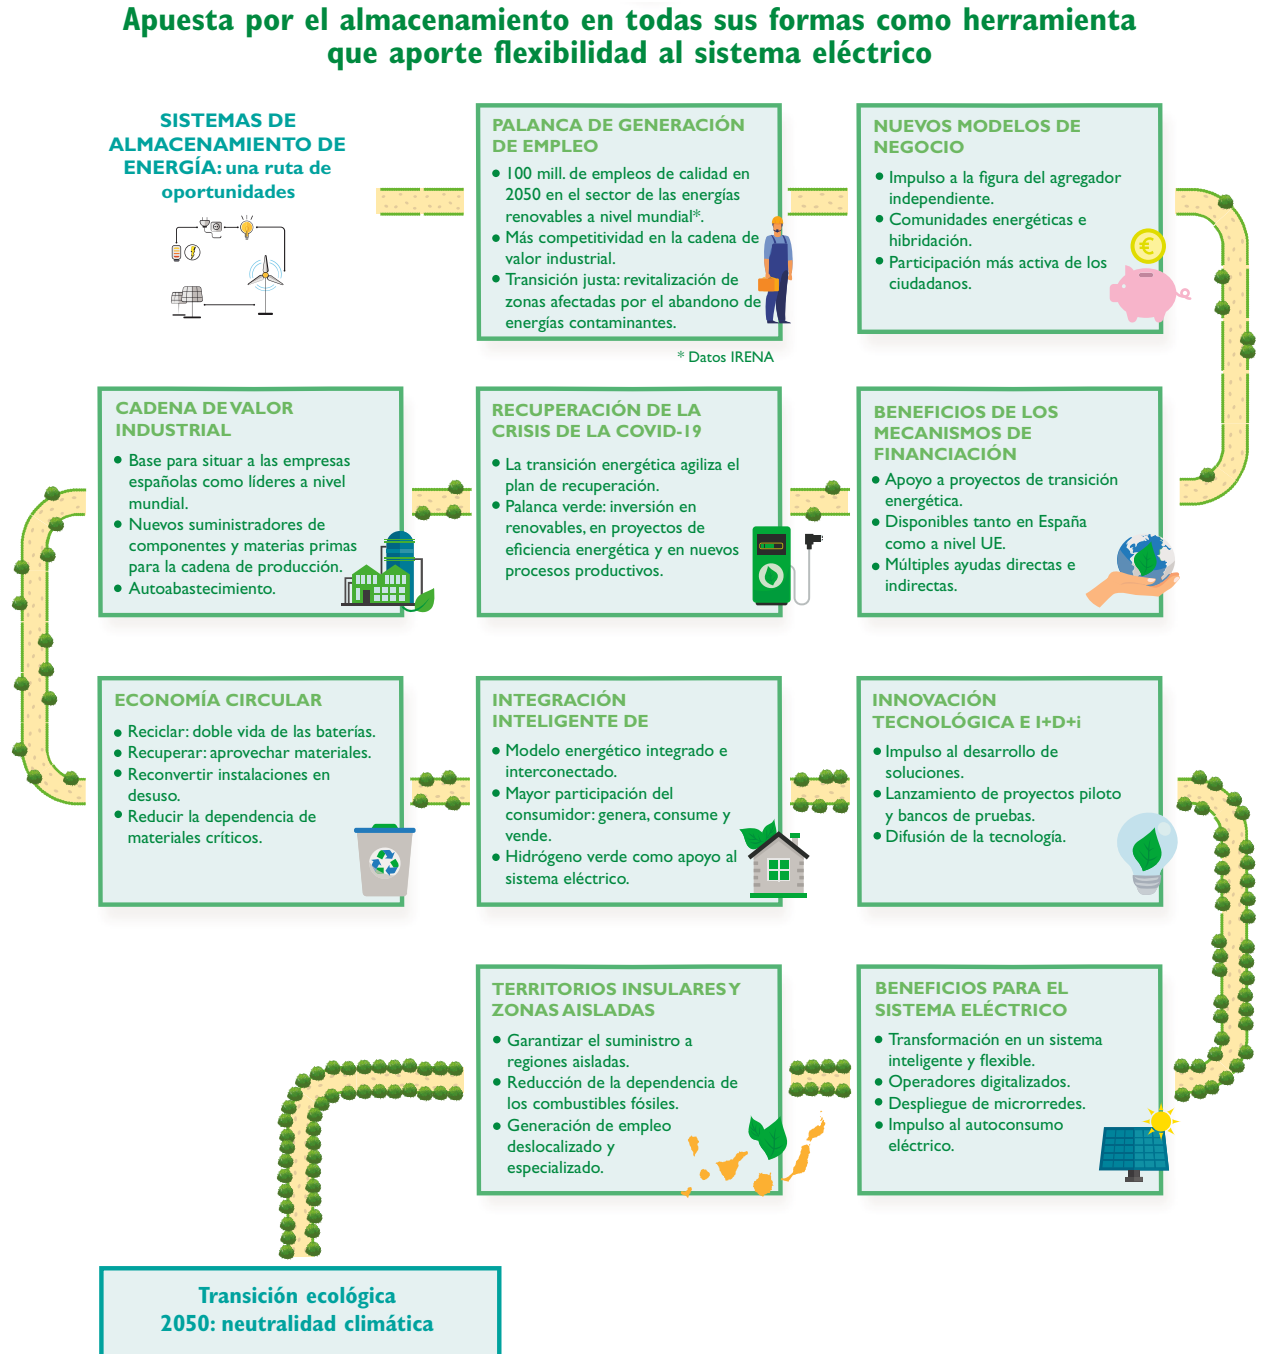 Apuesta por el almacenamiento en todas sus formas como herramienta
que aporte flexibilidad al sistema eléctrico
SISTEMAS DE
ALMACENAMIENTO DE
ENERGÍA: una ruta de
oportunidades
PALANCA DE GENERACIÓN
DE EMPLEO
• 100 mill. de empleos de calidad en
2050 en el sector de las energías
renovables a nivel mundial*.
• Más competitividad en la cadena de
valor industrial.
• Transición justa: revitalización de
zonas afectadas por el abandono de
energías contaminantes.
* Datos IRENA
NUEVOS MODELOS DE
NEGOCIO
• Impulso a la figura del agregador
independiente.
• Comunidades energéticas e
hibridación.
• Participación más activa de los
ciudadanos.
€
BENEFICIOS DE LOS
MECANISMOS DE
FINANCIACIÓN
• Apoyo a proyectos de transición
energética.
• Disponibles tanto en España
como a nivel UE.
• Múltiples ayudas directas e
indirectas.
RECUPERACIÓN DE LA
CRISIS DE LA COVID-19
• La transición energética agiliza el
plan de recuperación.
• Palanca verde: inversión en
renovables, en proyectos de
eficiencia energética y en nuevos
procesos productivos.
CADENA DE VALOR
INDUSTRIAL
• Base para situar a las empresas
españolas como líderes a nivel
mundial.
• Nuevos suministradores de
componentes y materias primas
para la cadena de producción.
• Autoabastecimiento.
ECONOMÍA CIRCULAR
• Reciclar: doble vida de las baterías.
• Recuperar: aprovechar materiales.
• Reconvertir instalaciones en
desuso.
• Reducir la dependencia de
materiales críticos.
INTEGRACIÓN
INTELIGENTE DE
• Modelo energético integrado e
interconectado.
• Mayor participación del
consumidor: genera, consume y
vende.
• Hidrógeno verde como apoyo al
sistema eléctrico.
INNOVACIÓN
TECNOLÓGICA E I+D+i
• Impulso al desarrollo de
soluciones.
• Lanzamiento de proyectos piloto
y bancos de pruebas.
• Difusión de la tecnología.
BENEFICIOS PARA EL
SISTEMA ELÉCTRICO
• Transformación en un sistema
inteligente y flexible.
• Operadores digitalizados.
• Despliegue de microrredes.
• Impulso al autoconsumo
eléctrico.
TERRITORIOS INSULARES Y
ZONAS AISLADAS
• Garantizar el suministro a
regiones aisladas.
• Reducción de la dependencia de
los combustibles fósiles.
• Generación de empleo
deslocalizado y
especializado.
Transición ecológica
2050: neutralidad climática